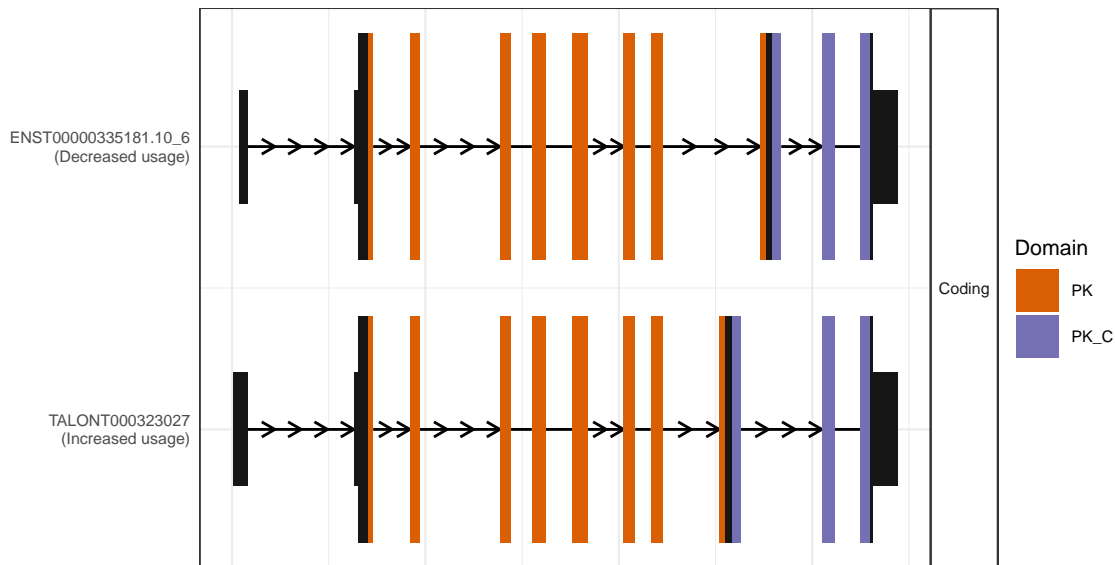 ENST00000335181.10_6
(Decreased usage)
TALONT000323027
(Increased usage)
Coding
Domain
PK
PK_C